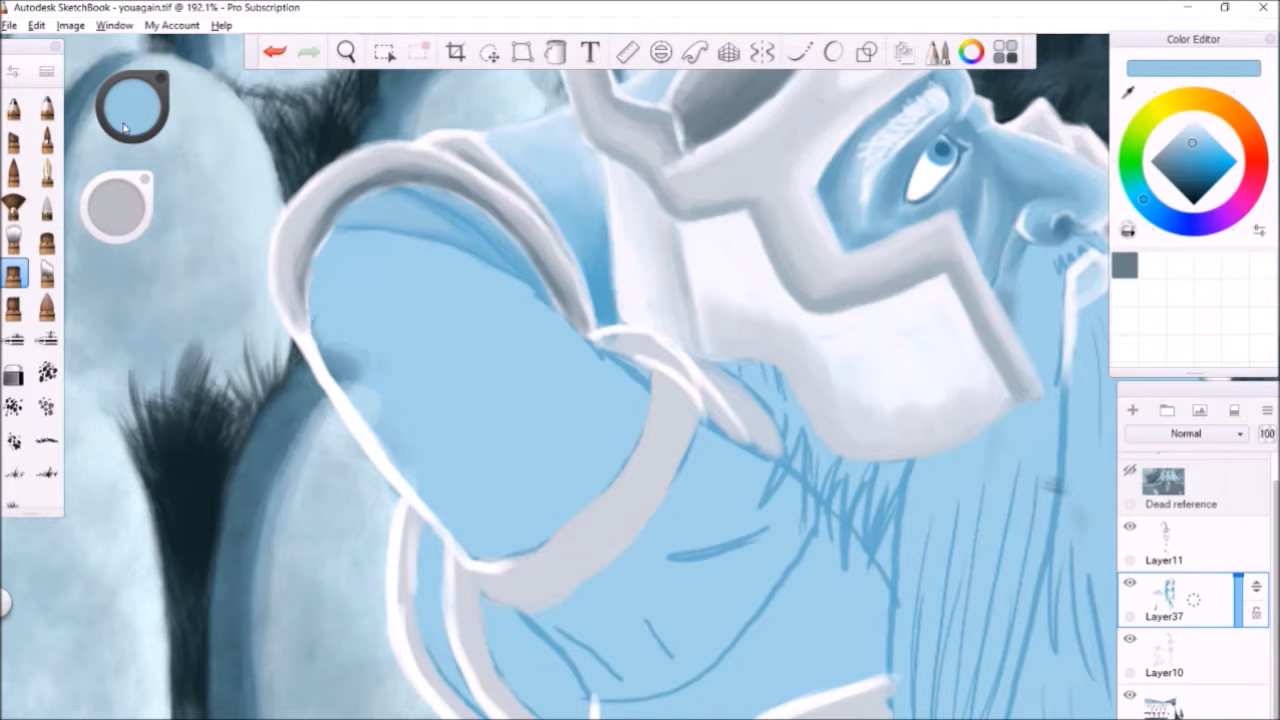 Autodesk SketchBook - youagain.tif @ 192.1% - Pro Subscription
File Edit Image Window My Account Help
T
Color Editor
Normal 100
Dead reference
Layer11
Layer37
Layer10